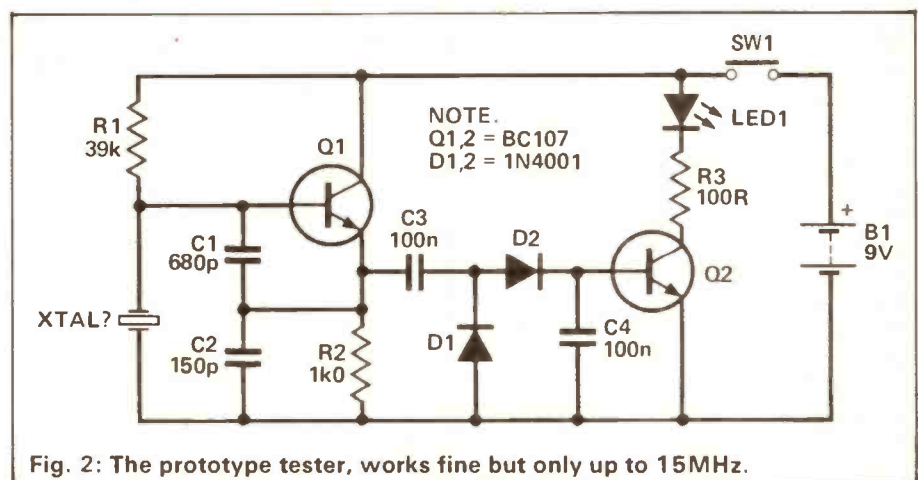 SW1
R1
39k
Q1
NOTE.
Q1,2 = BC107
D1,2 = 1N4001
LED1
R3
100R
C1
680p
C3
100n
D2
+
B1
9V
Q2
XTAL?
C2
150p
R2
1k0
D1
C4
100n
Fig. 2: The prototype tester, works fine but only up to 15MHz.